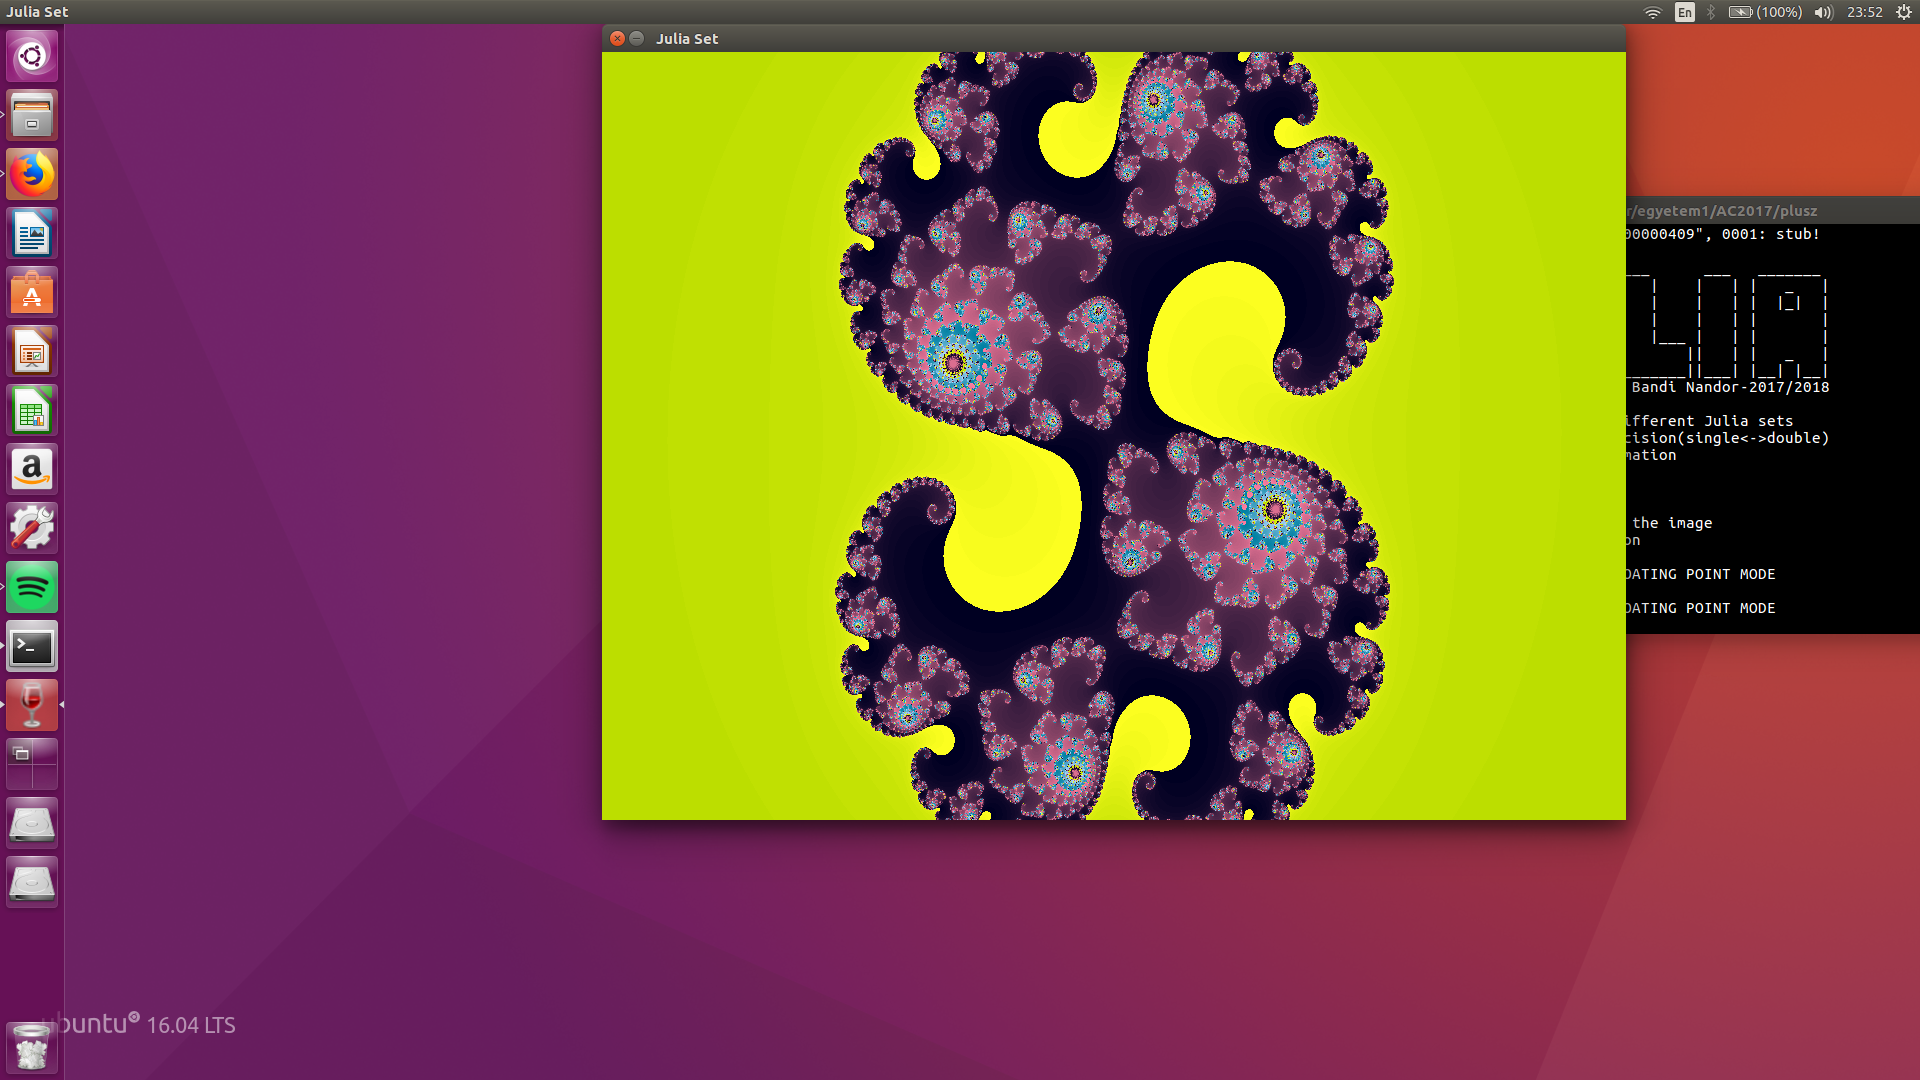 Julia Set
En
(100%)
23:52
Julia Set
r/egyetem1/AC2017/plusz
00000409", 0001: stub!
Bandi Nandor-2017/2018
ifferent Julia sets
cision(single<->double)
mation
the image
on
OATING POINT MODE
OATING POINT MODE
ubuntu 16.04 LTS